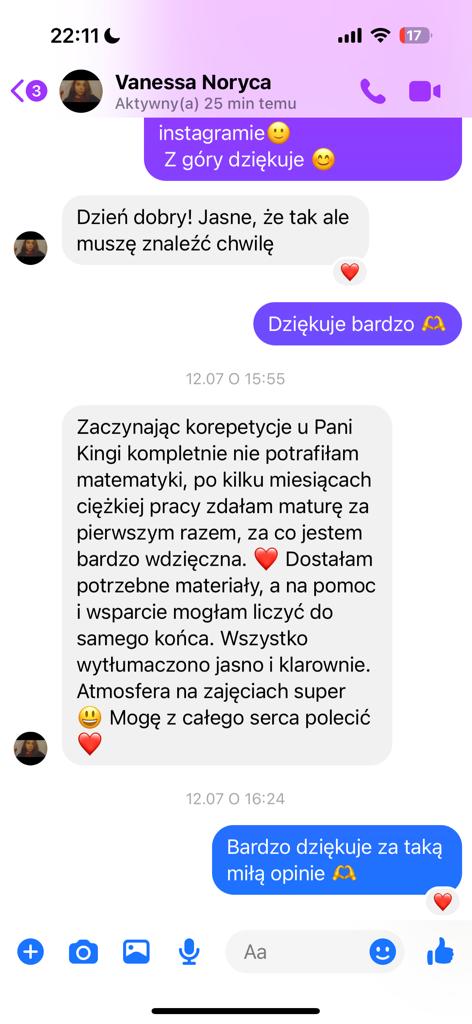 22:11
17
3
Vanessa Noryca
Aktywny(a) 25 min temu
instagramie🙂
Z góry dziękuje 😊
Dzień dobry! Jasne, że tak ale
muszę znaleźć chwilę
Dziękuje bardzo 🫶
12.07 O 15:55
Zaczynając korepetycje u Pani
Kingi kompletnie nie potrafiłam
matematyki, po kilku miesiącach
ciężkiej pracy zdałam maturę za
pierwszym razem, za co jestem
bardzo wdzięczna. ❤️ Dostałam
potrzebne materiały, a na pomoc
i wsparcie mogłam liczyć do
samego końca. Wszystko
wytłumaczono jasno i klarownie.
Atmosfera na zajęciach super
😃 Mogę z całego serca polecić
❤️
12.07 O 16:24
Bardzo dziękuje za taką
miłą opinie 🫶
Aa